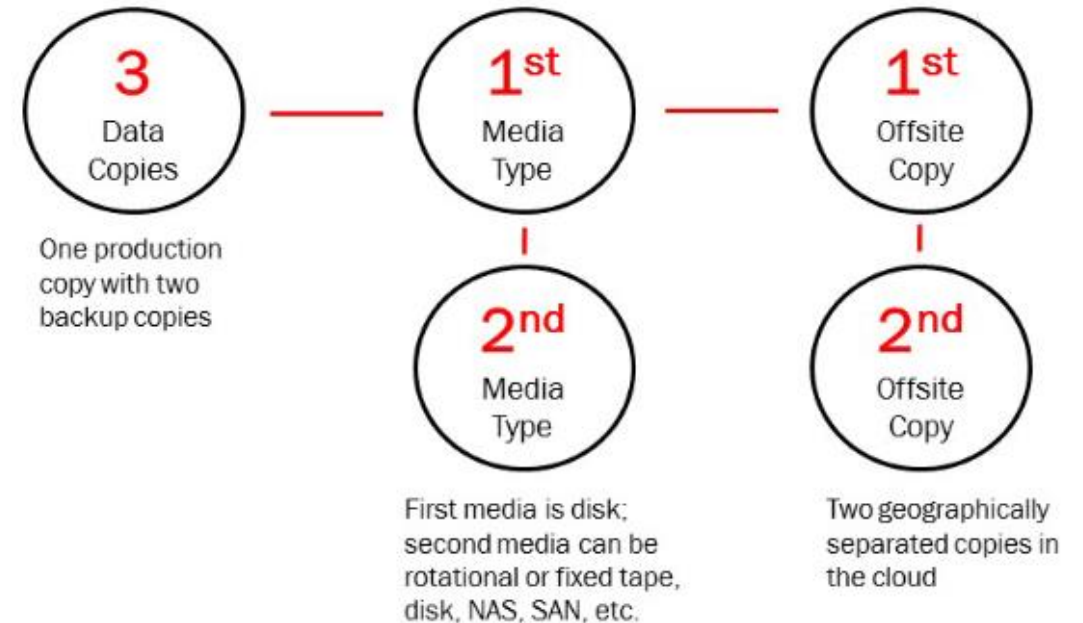 3
Data
Copies
One production
copy with two
backup copies
1st
Media
Type
2nd
Media
Type
First media is disk;
second media can be
rotational or fixed tape,
disk, NAS, SAN, etc.
1st
Offsite
Copy
2nd
Offsite
Copy
Two geographically
separated copies in
the cloud